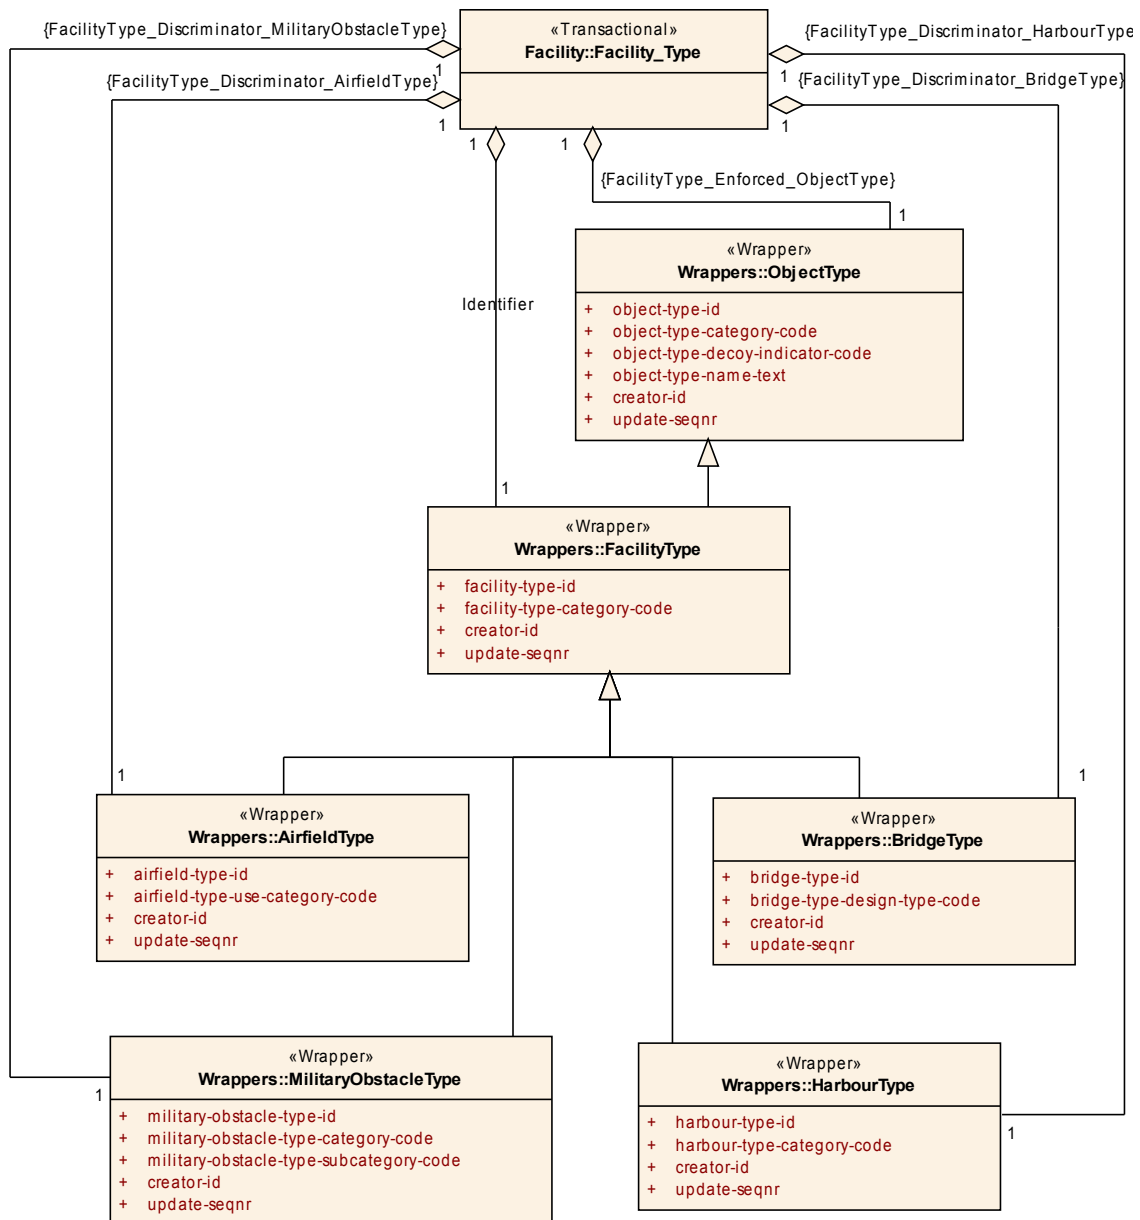 {FacilityType_Discriminator_MilitaryObstacleType}
«Transactional»
Facility::Facility_Type
{FacilityType_Discriminator_HarbourType
1
1
{FacilityType_Discriminator_AirfieldType}
{FacilityType_Discriminator_BridgeType}
1
1
1
1
{FacilityType_Enforced_ObjectType}
1
«Wrapper»
Wrappers::ObjectType
+ object-type-id
+ object-type-category-code
+ object-type-decoy-indicator-code
+ object-type-name-text
+ creator-id
+ update-seqnr
Identifier
1
«Wrapper»
Wrappers::FacilityType
+ facility-type-id
+ facility-type-category-code
+ creator-id
+ update-seqnr
1
1
«Wrapper»
Wrappers::AirfieldType
+ airfield-type-id
+ airfield-type-use-category-code
+ creator-id
+ update-seqnr
«Wrapper»
Wrappers::BridgeType
+ bridge-type-id
+ bridge-type-design-type-code
+ creator-id
+ update-seqnr
1
«Wrapper»
Wrappers::MilitaryObstacleType
+ military-obstacle-type-id
+ military-obstacle-type-category-code
+ military-obstacle-type-subcategory-code
+ creator-id
+ update-seqnr
«Wrapper»
Wrappers::HarbourType
+ harbour-type-id
+ harbour-type-category-code
+ creator-id
+ update-seqnr
1